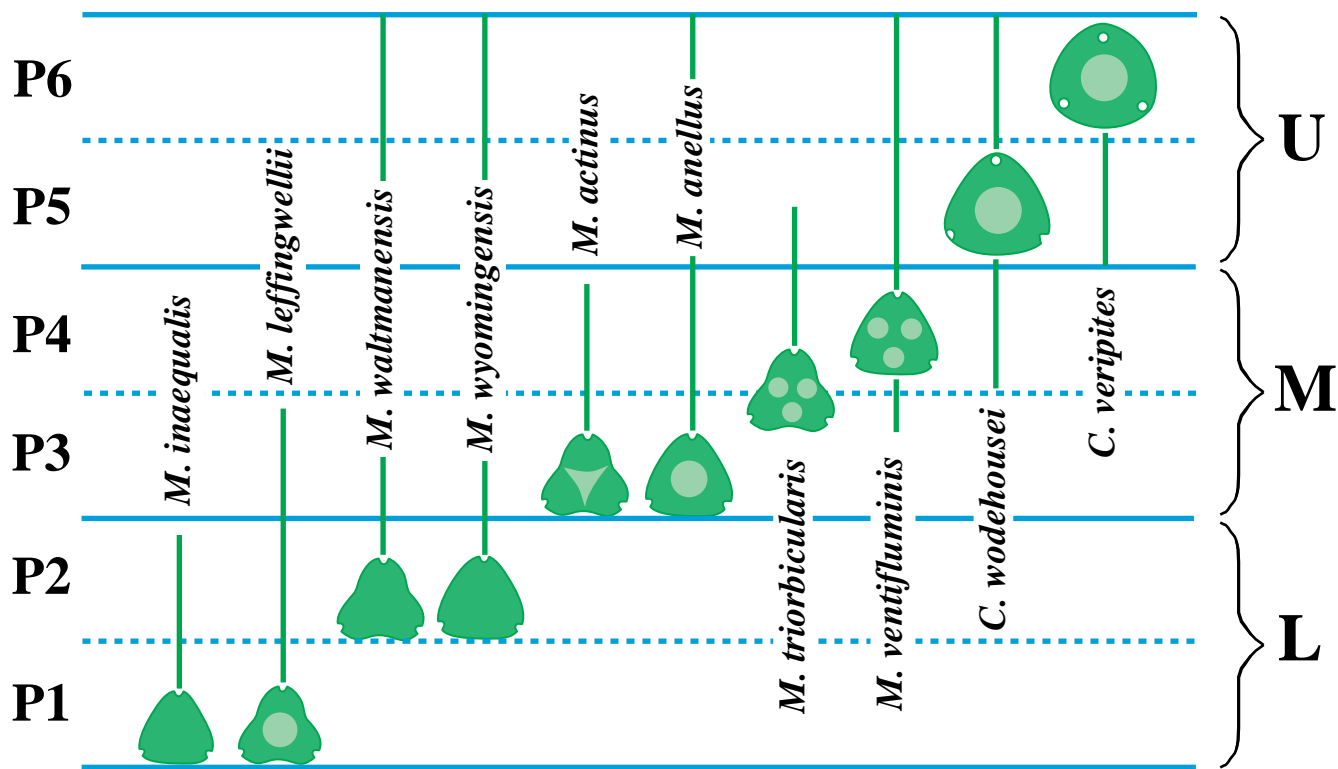 P6
P5
P4
P3
P2
P1
M. inaequalis
M. leffingwellii
M. waltmanensis
M. wyomingensis
M. actinus
M. anellus
M. triorbicularis
M. ventifluminis
C. wodehousei
C. veripites
U
M
L